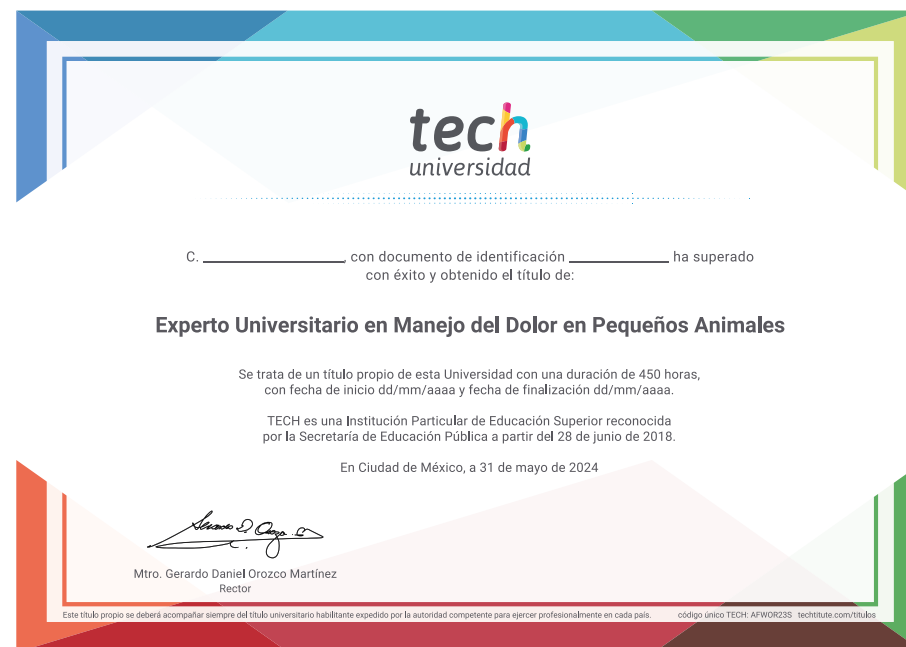 tech
universidad
C. ____________, con documento de identificación ____________ ha superado
con éxito y obtenido el título de:
Experto Universitario en Manejo del Dolor en Pequeños Animales
Se trata de un título propio de esta Universidad con una duración de 450 horas,
con fecha de inicio dd/mm/aaaa y fecha de finalización dd/mm/aaaa.
TECH es una Institución Particular de Educación Superior reconocida
por la Secretaría de Educación Pública a partir del 28 de junio de 2018.
En Ciudad de México, a 31 de mayo de 2024
Mtro. Gerardo Daniel Orozco Martínez
Rector
Este título propio se deberá acompañar siempre del título universitario habilitante expedido por la autoridad competente para ejercer profesionalmente en cada país. código único TECH: AFWOR23S techtitute.com/titulos